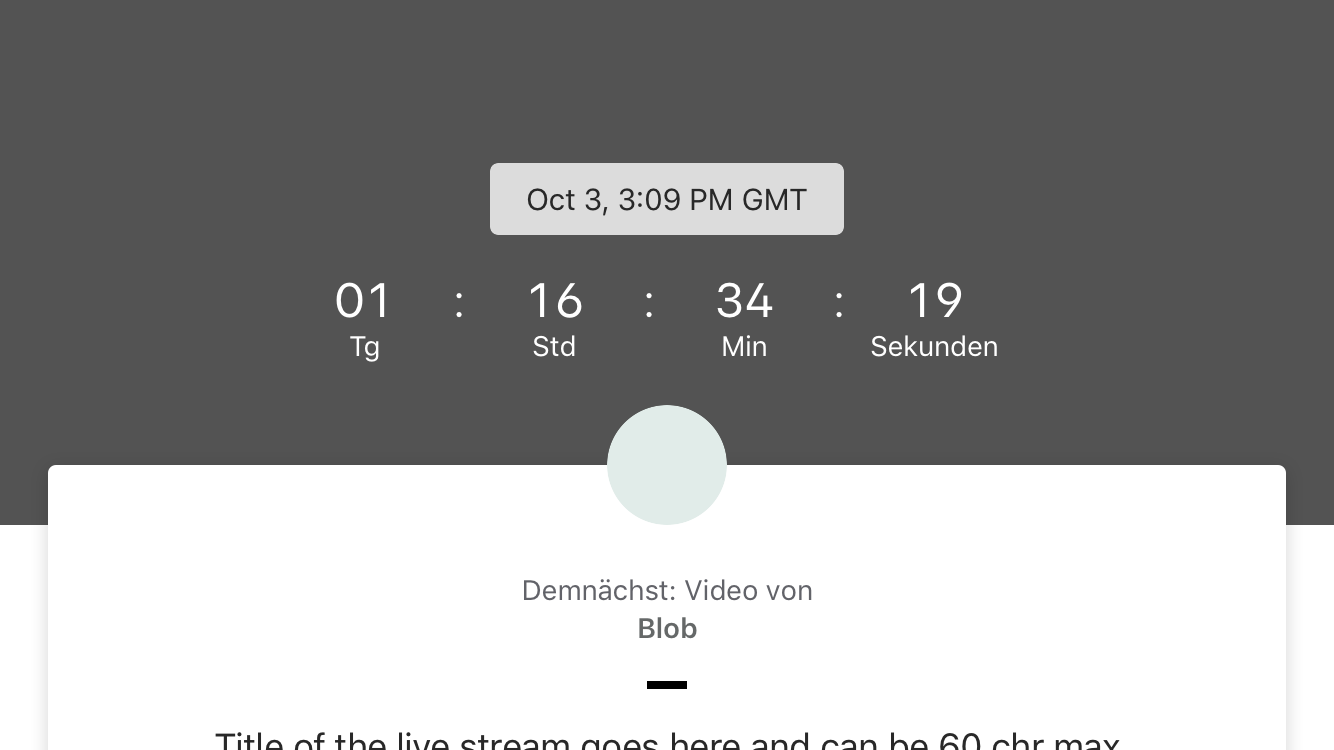 Oct 3, 3:09 PM GMT
01 : 16 : 34 : 19
Tg Std Min Sekunden
Demnächst: Video von
Blob
Title of the live stream goes here and can be 60 chr max